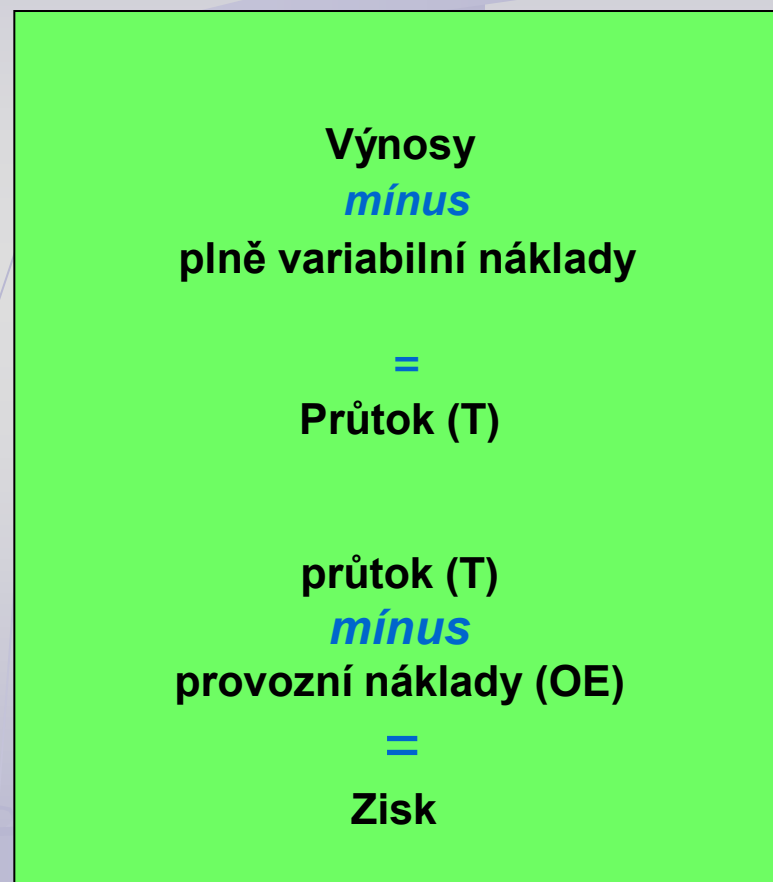 Výnosy
mínus
plně variabilní náklady
=
Průtok (T)
průtok (T)
mínus
provozní náklady (OE)
=
Zisk